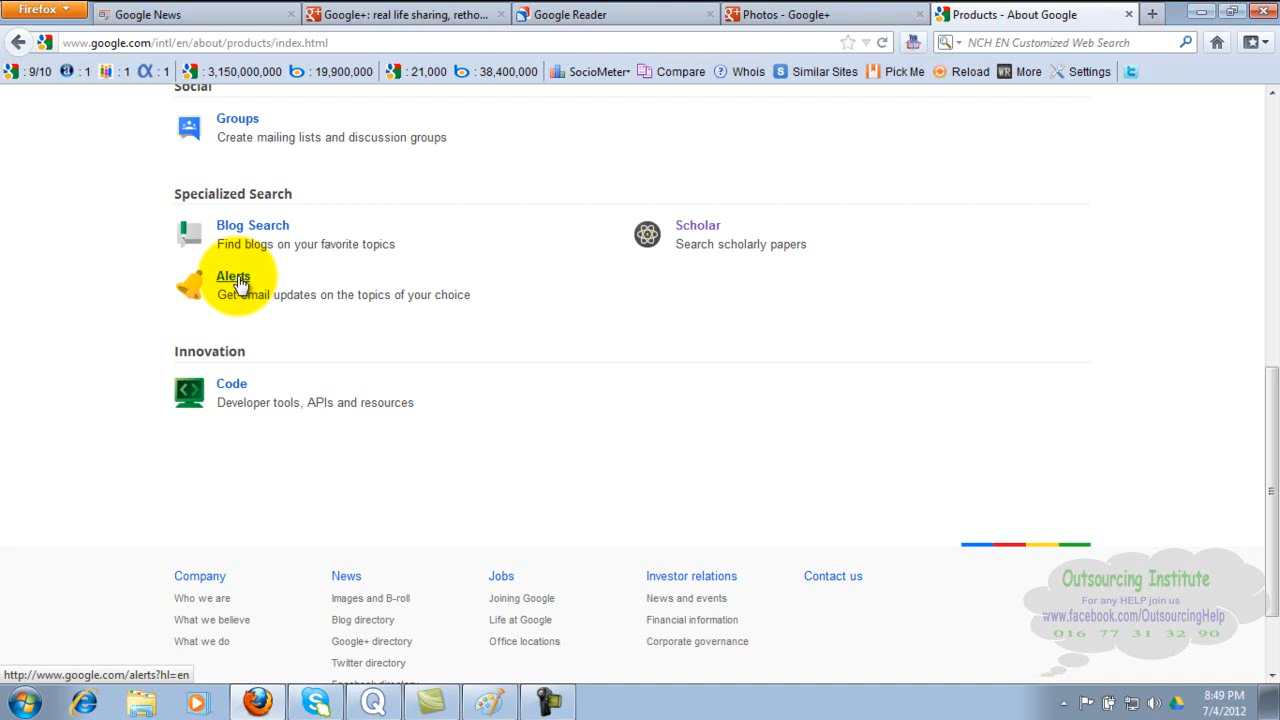 Firefox
Google News
Google+: real life sharing, retho...
Google Reader
Photos - Google+
Products - About Google
www.google.com/intl/en/about/products/index.html
NCH EN Customized Web Search
: 9/10
: 1
: 1
: 1
: 3,150,000,000
: 19,900,000
: 21,000
: 38,400,000
SocioMeter
Compare
Whois
Similar Sites
Pick Me
Reload
More
Settings
Social
Groups
Create mailing lists and discussion groups
Specialized Search
Blog Search
Find blogs on your favorite topics
Scholar
Search scholarly papers
Alerts
Get email updates on the topics of your choice
Innovation
Code
Developer tools, APIs and resources
Company
Who we are
What we believe
What we do
News
Images and B-roll
Blog directory
Google+ directory
Twitter directory
Jobs
Joining Google
Life at Google
Office locations
Investor relations
News and events
Financial information
Corporate governance
Contact us
Outsourcing Institute
For any HELP join us
www.facebook.com/OutsourcingHelp
016 77 31 32 90
http://www.google.com/alerts?hl=en
8:49 PM
7/4/2012